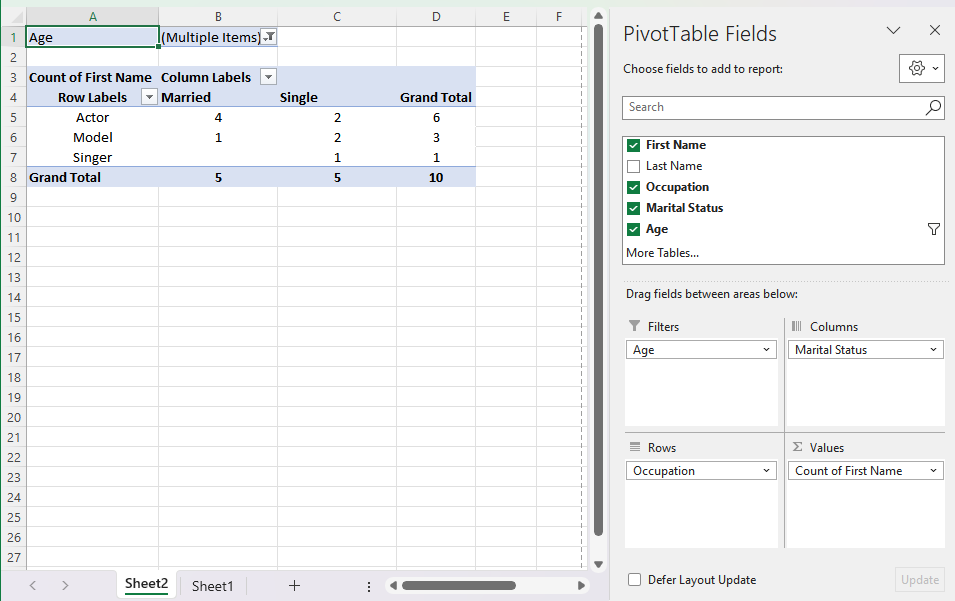 A B C D E F
1 Age (Multiple Items)
2
3 Count of First Name Column Labels
4 Row Labels Married Single Grand Total
5 Actor 4 2 6
6 Model 1 2 3
7 Singer 1 1
8 Grand Total 5 5 10
9
10
11
12
13
14
15
16
17
18
19
20
21
22
23
24
25
26
27
Sheet2 Sheet1
PivotTable Fields
Choose fields to add to report:
Search
First Name
Last Name
Occupation
Marital Status
Age
More Tables...
Drag fields between areas below:
Filters
Age
Columns
Marital Status
Rows
Occupation
Σ Values
Count of First Name
Defer Layout Update
Update